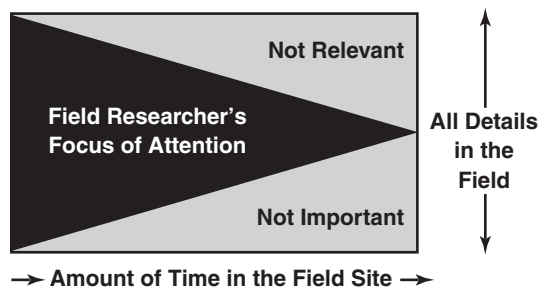 Not Relevant
Field Researcher's
Focus of Attention
All Details
in the
Field
Not Important
Amount of Time in the Field Site